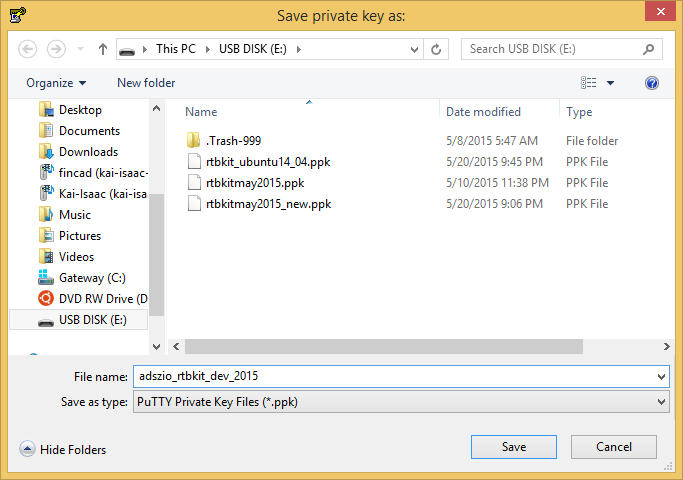 Save private key as:
This PC USB DISK (E:)
Search USB DISK (E:)
Organize New folder
Name Date modified Type
Desktop
Documents
Downloads
fincad (kai-isaac-
Kai-Isaac (kai-isa
Music
Pictures
Videos
Gateway (C:)
DVD RW Drive (D
USB DISK (E:)
.Trash-999 5/8/2015 5:47 AM File folder
rtbkit_ubuntu14_04.ppk 5/20/2015 9:45 PM PPK File
rtbkitmay2015.ppk 5/10/2015 11:38 PM PPK File
rtbkitmay2015_new.ppk 5/20/2015 9:06 PM PPK File
File name: adszio_rtbkit_dev_2015
Save as type: PuTTY Private Key Files (*.ppk)
Hide Folders Save Cancel